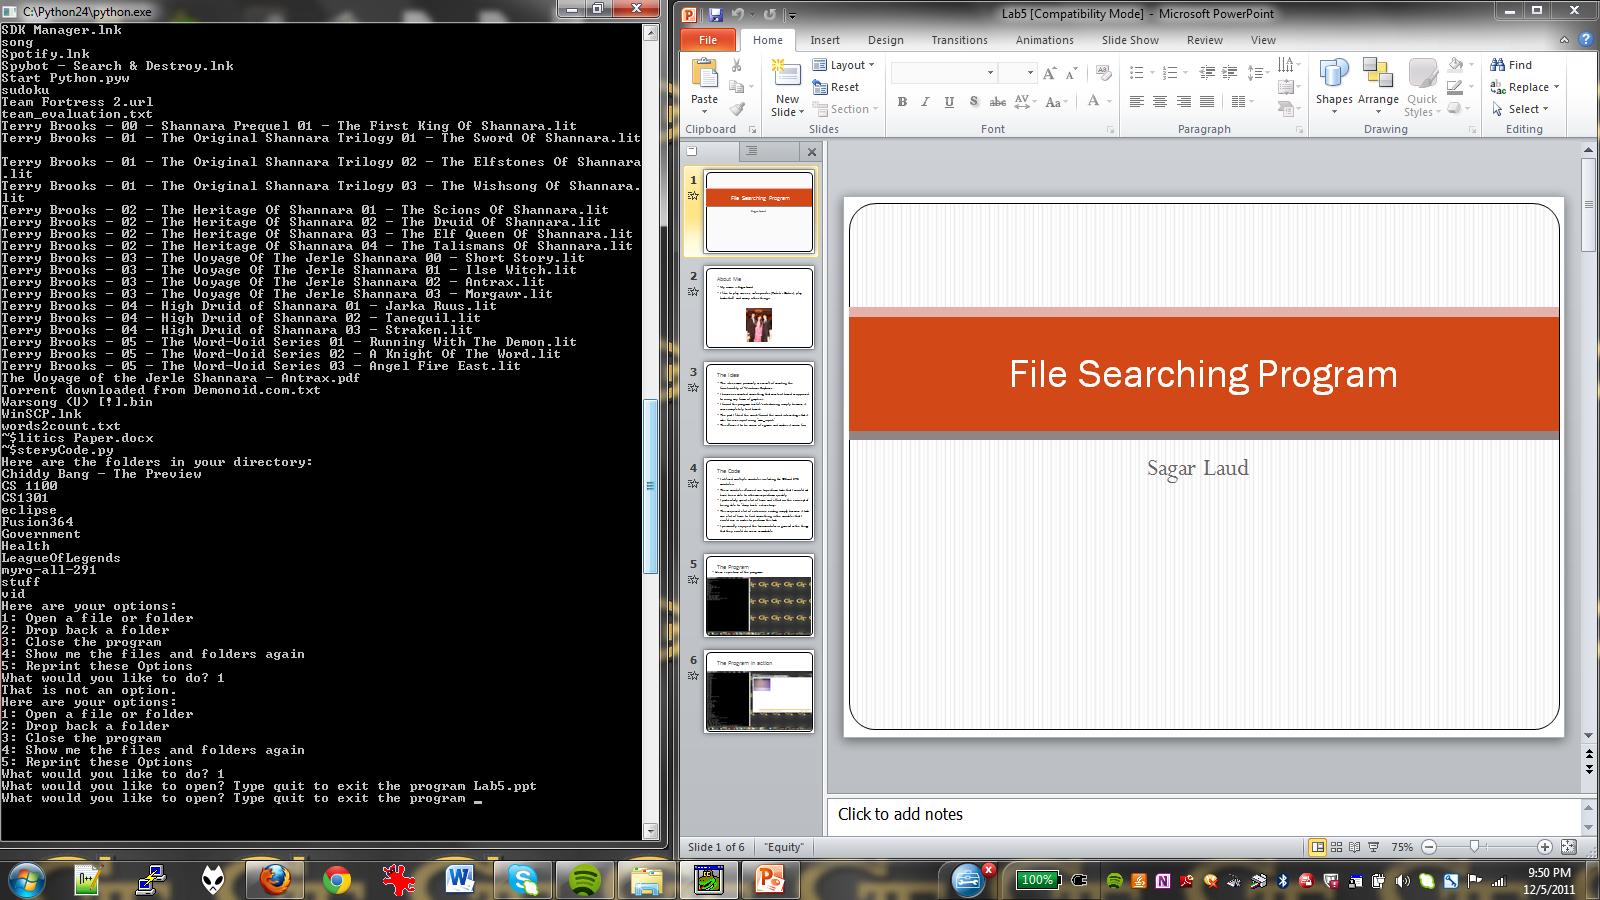 C:\Python24\python.exe
SDK Manager.lnk
song
Spotify.lnk
Spybot - Search & Destroy.lnk
Start Python.pyw
sudoku
Team Fortress 2.url
team_evaluation.txt
Terry Brooks - 00 - Shannara Prequel 01 - The First King Of Shannara.lit
Terry Brooks - 01 - The Original Shannara Trilogy 01 - The Sword Of Shannara.lit
Terry Brooks - 01 - The Original Shannara Trilogy 02 - The Elfstones Of Shannara
.lit
Terry Brooks - 01 - The Original Shannara Trilogy 03 - The Wishsong Of Shannara.
lit
Terry Brooks - 02 - The Heritage Of Shannara 01 - The Scions Of Shannara.lit
Terry Brooks - 02 - The Heritage Of Shannara 02 - The Druid Of Shannara.lit
Terry Brooks - 02 - The Heritage Of Shannara 03 - The Elf Queen Of Shannara.lit
Terry Brooks - 02 - The Heritage Of Shannara 04 - The Talismans Of Shannara.lit
Terry Brooks - 03 - The Voyage Of The Jerle Shannara 00 - Short Story.lit
Terry Brooks - 03 - The Voyage Of The Jerle Shannara 01 - Ilse Witch.lit
Terry Brooks - 03 - The Voyage Of The Jerle Shannara 02 - Antrax.lit
Terry Brooks - 03 - The Voyage Of The Jerle Shannara 03 - Morgawr.lit
Terry Brooks - 04 - High Druid of Shannara 01 - Jarka Ruus.lit
Terry Brooks - 04 - High Druid of Shannara 02 - Tanequil.lit
Terry Brooks - 04 - High Druid of Shannara 03 - Straken.lit
Terry Brooks - 05 - The Word-Void Series 01 - Running With The Demon.lit
Terry Brooks - 05 - The Word-Void Series 02 - A Knight Of The Word.lit
Terry Brooks - 05 - The Word-Void Series 03 - Angel Fire East.lit
The Voyage of the Jerle Shannara - Antrax.pdf
Torrent downloaded from Demonoid.com.txt
Warsong (U) [!].bin
WinSCP.lnk
words2count.txt
~$litics Paper.docx
~$steryCode.py
Here are the folders in your directory:
Chiddy Bang - The Preview
CS 1100
CS1301
eclipse
Fusion364
Government
Health
LeagueOfLegends
myro-all-291
stuff
vid
Here are your options:
1: Open a file or folder
2: Drop back a folder
3: Close the program
4: Show me the files and folders again
5: Reprint these Options
What would you like to do? 1
That is not an option.
Here are your options:
1: Open a file or folder
2: Drop back a folder
3: Close the program
4: Show me the files and folders again
5: Reprint these Options
What would you like to do? 1
What would you like to open? Type quit to exit the program Lab5.ppt
What would you like to open? Type quit to exit the program _
Lab5 [Compatibility Mode] - Microsoft PowerPoint
File Home Insert Design Transitions Animations Slide Show Review View
Paste
Clipboard
New
Slide
Layout
Reset
Section
Slides
Font
Paragraph
Shapes Arrange Quick
Styles
Drawing
Find
Replace
Select
Editing
1
File Searching Program
Sagar Laud
2
About Me
3
The Idea
4
The Code
5
The Program
6
The Program in action
File Searching Program
Sagar Laud
Click to add notes
Slide 1 of 6
"Equity"
75%
100%
9:50 PM
12/5/2011